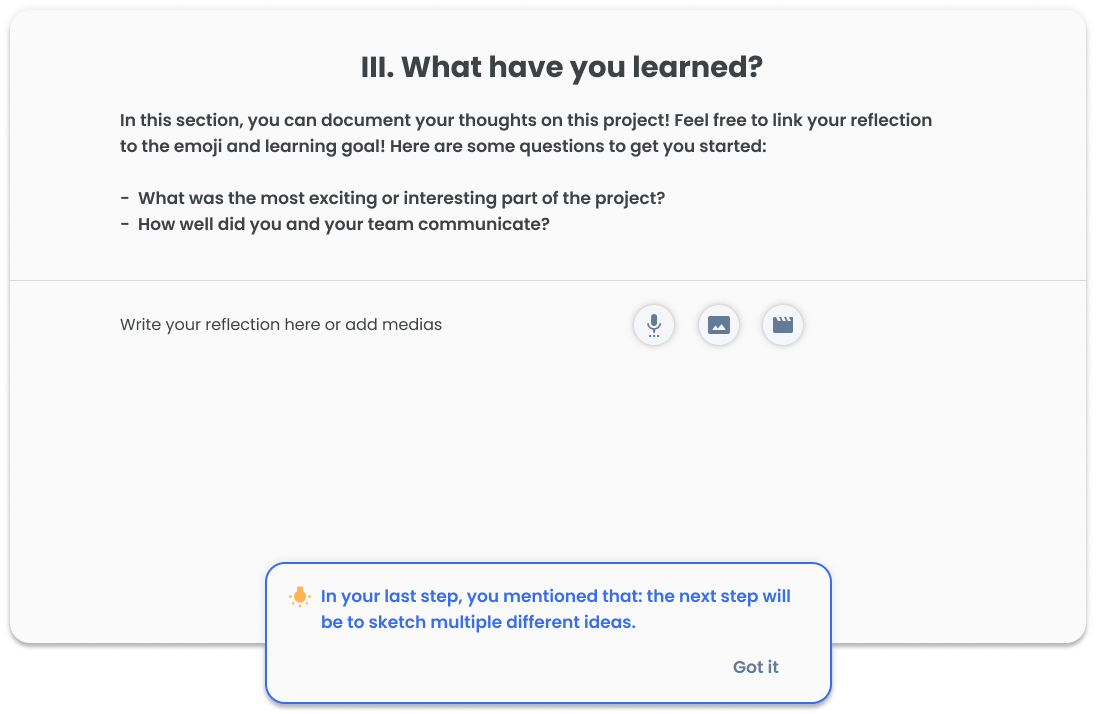 III. What have you learned?
In this section, you can document your thoughts on this project! Feel free to link your reflection
to the emoji and learning goal! Here are some questions to get you started:
- What was the most exciting or interesting part of the project?
- How well did you and your team communicate?
Write your reflection here or add medias
In your last step, you mentioned that: the next step will
be to sketch multiple different ideas.
Got it